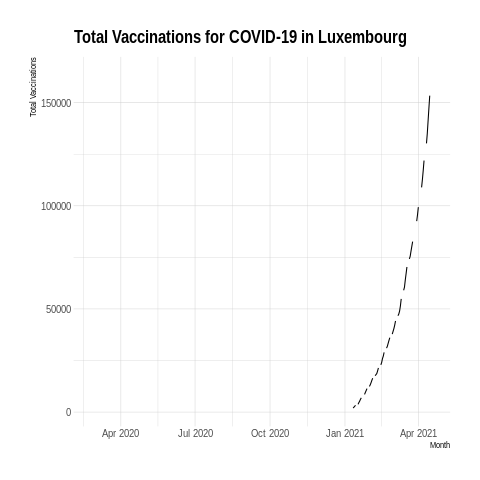 Total Vaccinations for COVID-19 in Luxembourg
Total Vaccinations
150000
100000
50000
0
Apr 2020 Jul 2020 Oct 2020 Jan 2021 Apr 2021
Month